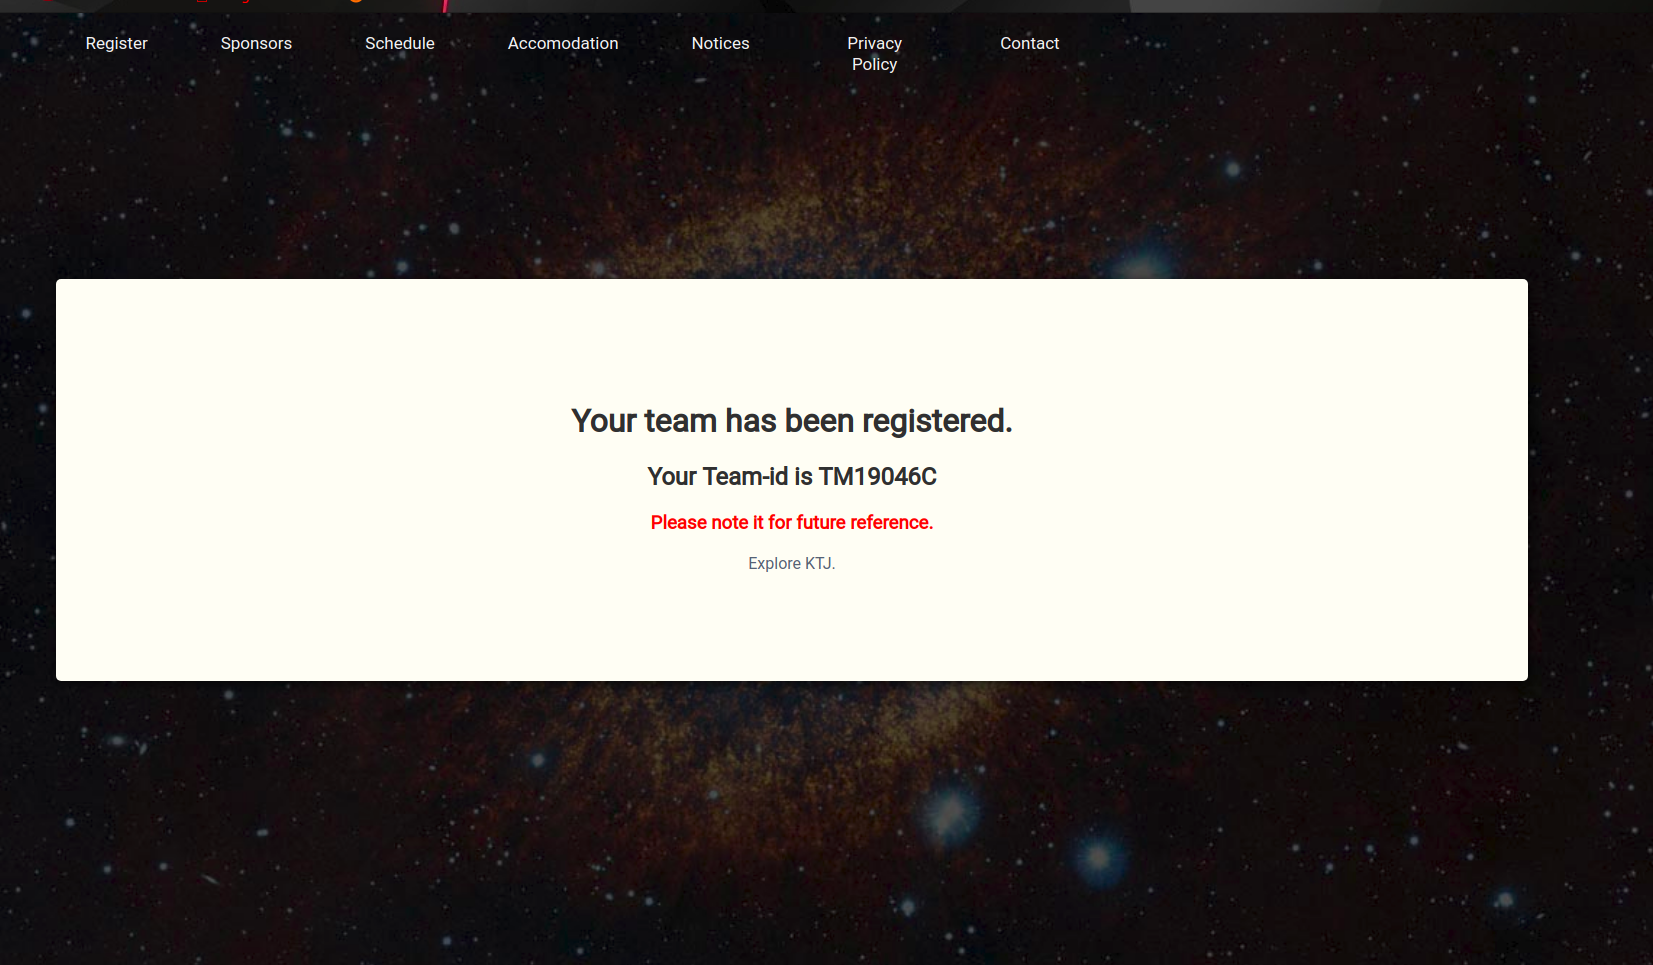 Register
Sponsors
Schedule
Accomodation
Notices
Privacy
Policy
Contact
Your team has been registered.
Your Team-id is TM19046C
Please note it for future reference.
Explore KTJ.